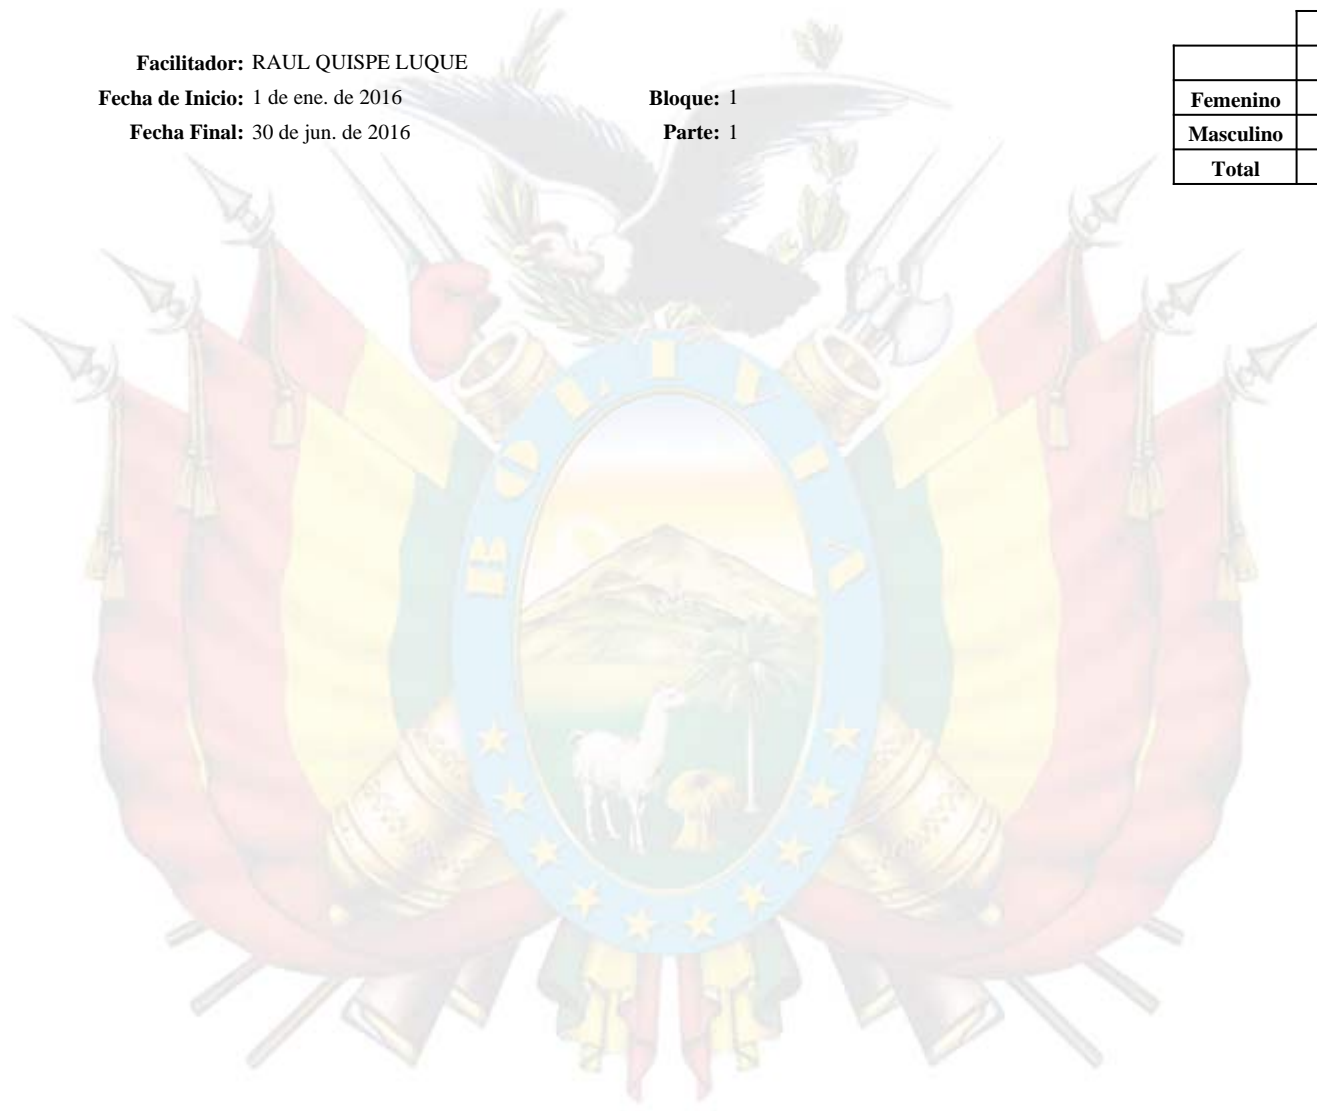 Facilitador: RAUL QUISPE LUQUE
Fecha de Inicio: 1 de ene. de 2016 Bloque: 1
Fecha Final: 30 de jun. de 2016 Parte: 1
Femenino
Masculino
Total
BOLIVIA